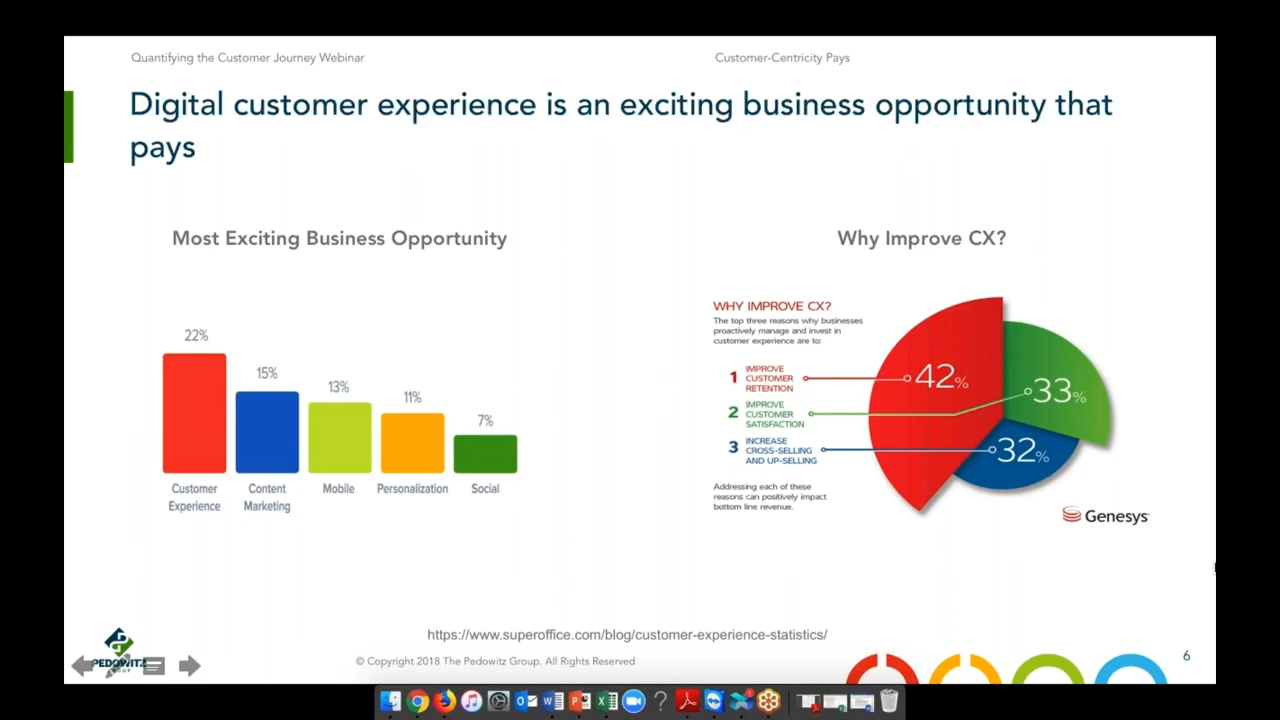 Quantifying the Customer Journey Webinar
Customer-Centricity Pays
Digital customer experience is an exciting business opportunity that
pays
Most Exciting Business Opportunity
22%
15%
13%
11%
7%
Customer
Experience
Content
Marketing
Mobile
Personalization
Social
Why Improve CX?
WHY IMPROVE CX?
The top three reasons why businesses
proactively manage and invest in
customer experience are to:
1 IMPROVE
CUSTOMER
RETENTION
42%
2 IMPROVE
CUSTOMER
SATISFACTION
33%
3 INCREASE
CROSS-SELLING
AND UP-SELLING
32%
Addressing each of these
reasons can positively impact
bottom line revenue.
Genesys
https://www.superoffice.com/blog/customer-experience-statistics/
PEDOWITZ
GROUP
© Copyright 2018 The Pedowitz Group. All Rights Reserved
6